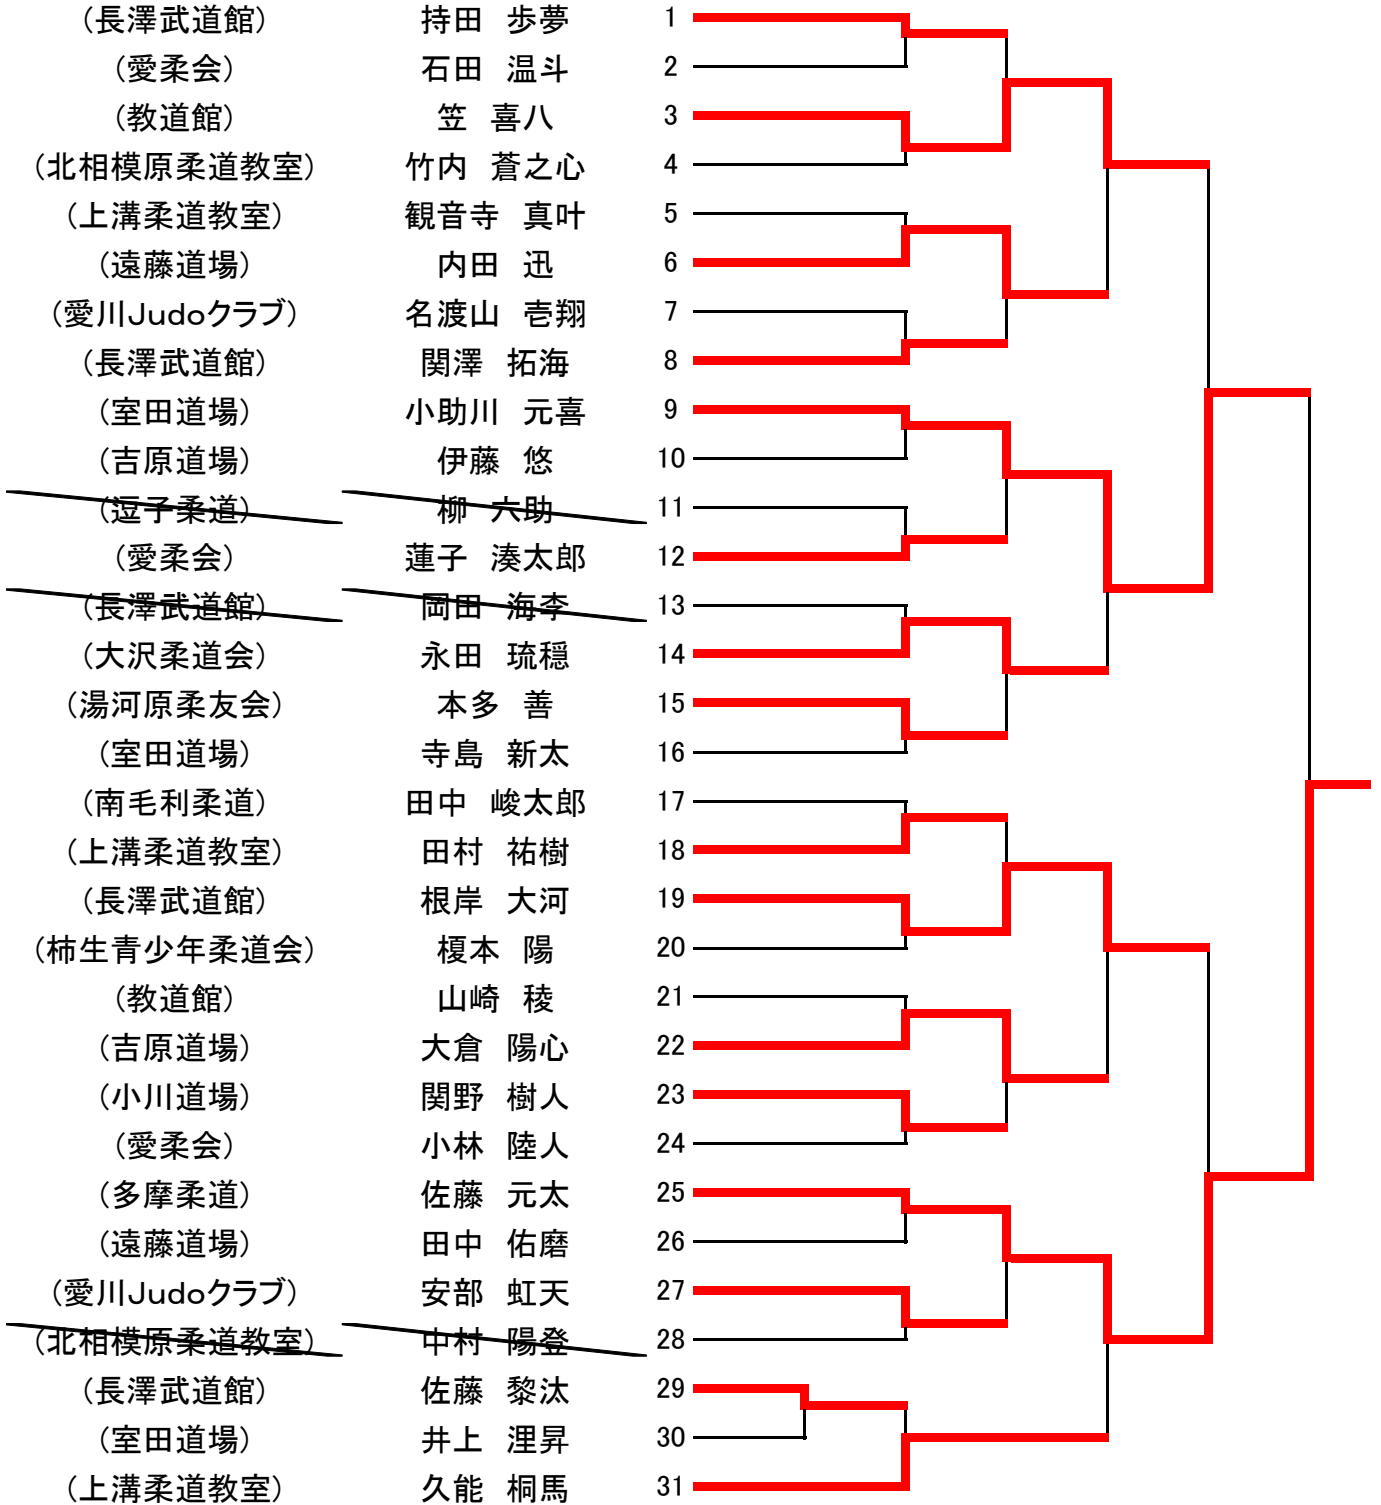 (長澤武道館) 持田 歩夢 1
(愛柔会) 石田 温斗 2
(教道館) 笠 喜八 3
(北相模原柔道教室) 竹内 蒼之心 4
(上溝柔道教室) 観音寺 真叶 5
(遠藤道場) 内田 迅 6
(愛川Judoクラブ) 名渡山 壱翔 7
(長澤武道館) 関澤 拓海 8
(室田道場) 小助川 元喜 9
(吉原道場) 伊藤 悠 10
(逗子柔道) 柳 六助 11
(愛柔会) 蓮子 湊太郎 12
(長澤武道館) 岡田 海李 13
(大沢柔道会) 永田 琉穏 14
(湯河原柔友会) 本多 善 15
(室田道場) 寺島 新太 16
(南毛利柔道) 田中 峻太郎 17
(上溝柔道教室) 田村 祐樹 18
(長澤武道館) 根岸 大河 19
(柿生青少年柔道会) 榎本 陽 20
(教道館) 山崎 稜 21
(吉原道場) 大倉 陽心 22
(小川道場) 関野 樹人 23
(愛柔会) 小林 陸人 24
(多摩柔道) 佐藤 元太 25
(遠藤道場) 田中 佑磨 26
(愛川Judoクラブ) 安部 虹天 27
(北相模原柔道教室) 中村 陽登 28
(長澤武道館) 佐藤 黎汰 29
(室田道場) 井上 浬昇 30
(上溝柔道教室) 久能 桐馬 31